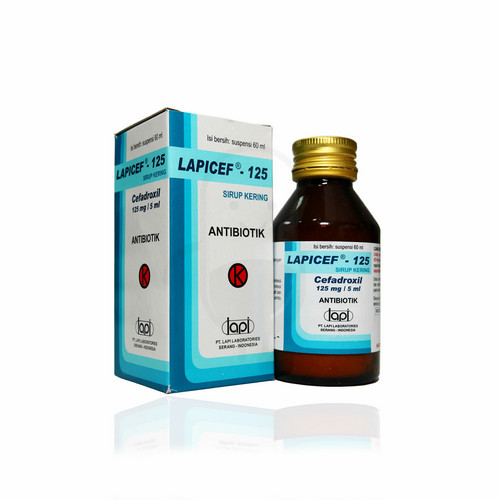 Isi bersih: suspensi 60 ml
LAPICEF®- 125
SIRUP KERING
Cefadroxil
125 mg / 5 ml
ANTIBIOTIK
K
lapi
PT. LAPI LABORATORIES
SERANG - INDONESIA
LAPICEF®- 125
Isi bersih: suspensi 60 ml
LAPICEF®- 125
SIRUP KERING
Cefadroxil
125 mg / 5 ml
ANTIBIOTIK
lapi
PT. LAPI LABORATORIES
SERANG - INDONESIA